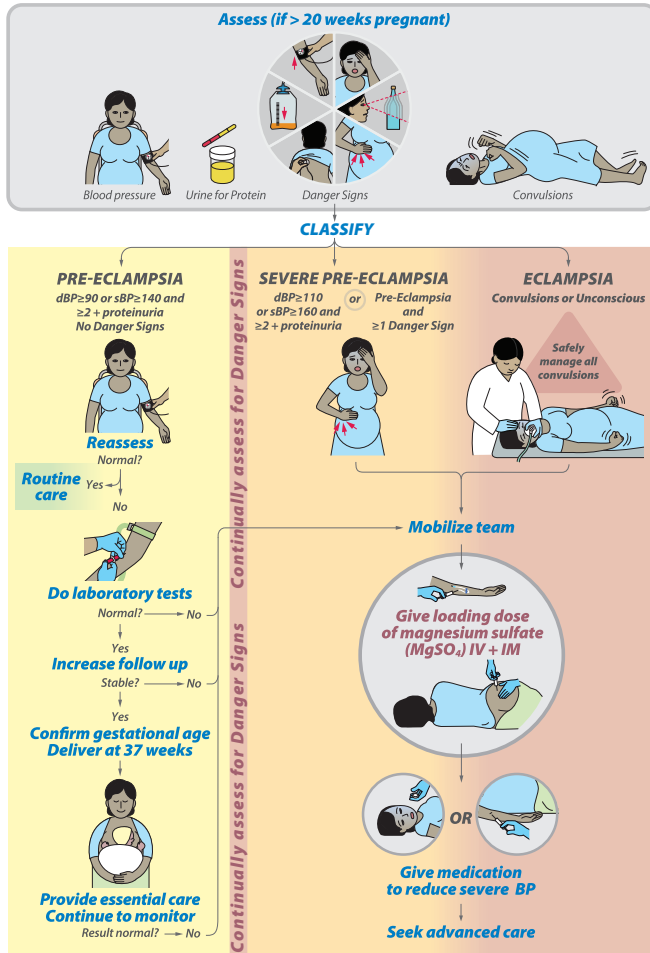 Assess (if > 20 weeks pregnant)
Blood pressure
Urine for Protein
Danger Signs
Convulsions
CLASSIFY
PRE-ECLAMPSIA
dBP≥90 or sBP≥140 and
≥2 + proteinuria
No Danger Signs
Reassess
Normal?
Routine
care
Yes
No
Do laboratory tests
Normal? No
Yes
Increase follow up
Stable? No
Yes
Confirm gestational age
Deliver at 37 weeks
Provide essential care
Continue to monitor
Result normal? No
Continually assess for Danger Signs
Continually assess for Danger Signs
SEVERE PRE-ECLAMPSIA
dBP≥110
or sBP≥160 and
≥2 + proteinuria
or
Pre-Eclampsia
and
≥1 Danger Sign
ECLAMPSIA
Convulsions or Unconscious
Safely
manage all
convulsions
Mobilize team
Give loading dose
of magnesium sulfate
(MgSO₄) IV + IM
OR
Give medication
to reduce severe BP
Seek advanced care